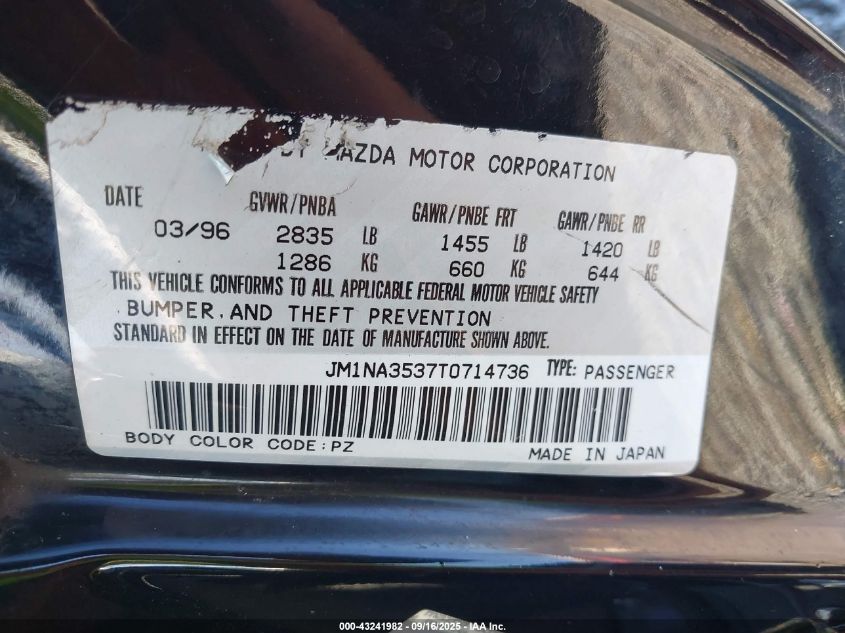 MAZDA MOTOR CORPORATION
DATE GVWR/PNBA GAWR/PNBE FRT GAWR/PNBE RR
03/96 2835 LB 1455 LB 1420 LB
1286 KG 660 KG 644 KG
THIS VEHICLE CONFORMS TO ALL APPLICABLE FEDERAL MOTOR VEHICLE SAFETY
BUMPER, AND THEFT PREVENTION
STANDARD IN EFFECT ON THE DATE OF MANUFACTURE SHOWN ABOVE.
JM1NA3537T0714736 TYPE: PASSENGER
BODY COLOR CODE: PZ MADE IN JAPAN
000-43241982 - 09/16/2025 - IAA Inc.